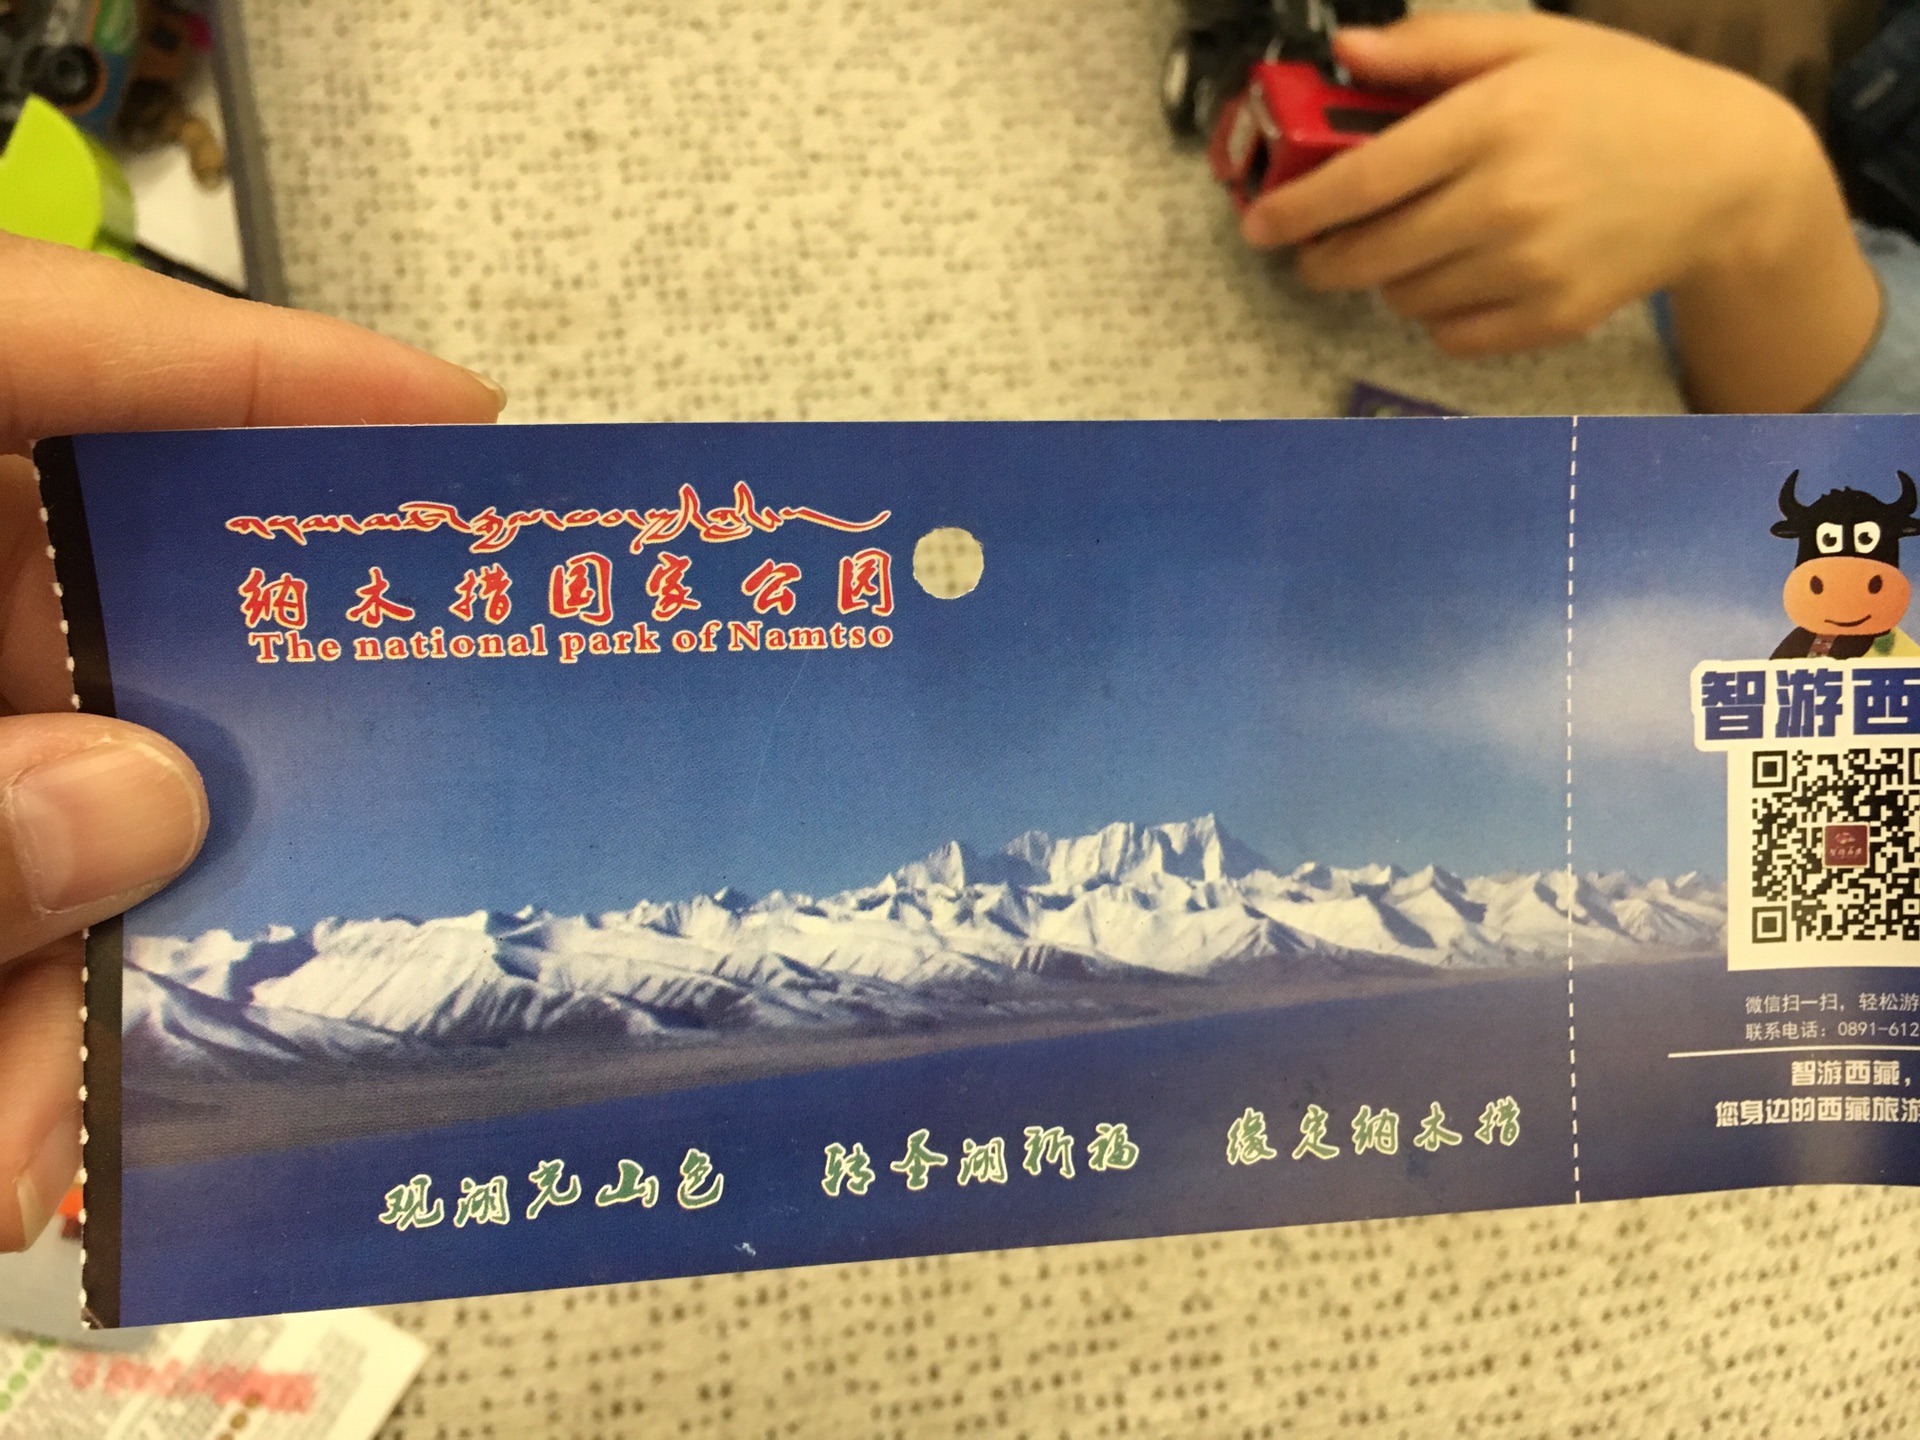 纳木措国家公园
The national park of Namtso
观湖光山色 转圣湖祈福 缘定纳木措
智游西
微信扫一扫，轻松游
联系电话：0891-612
智游西藏，
您身边的西藏旅游